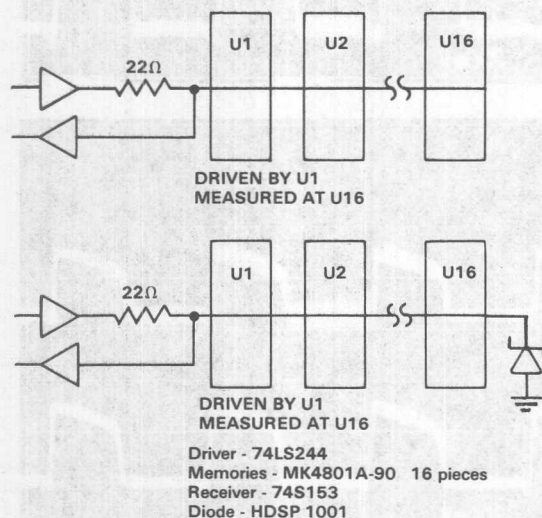 U1
U2
U16
22Ω
DRIVEN BY U1
MEASURED AT U16
U1
U2
U16
22Ω
DRIVEN BY U1
MEASURED AT U16
Driver - 74LS244
Memories - MK4801A-90 16 pieces
Receiver - 74S153
Diode - HDSP 1001